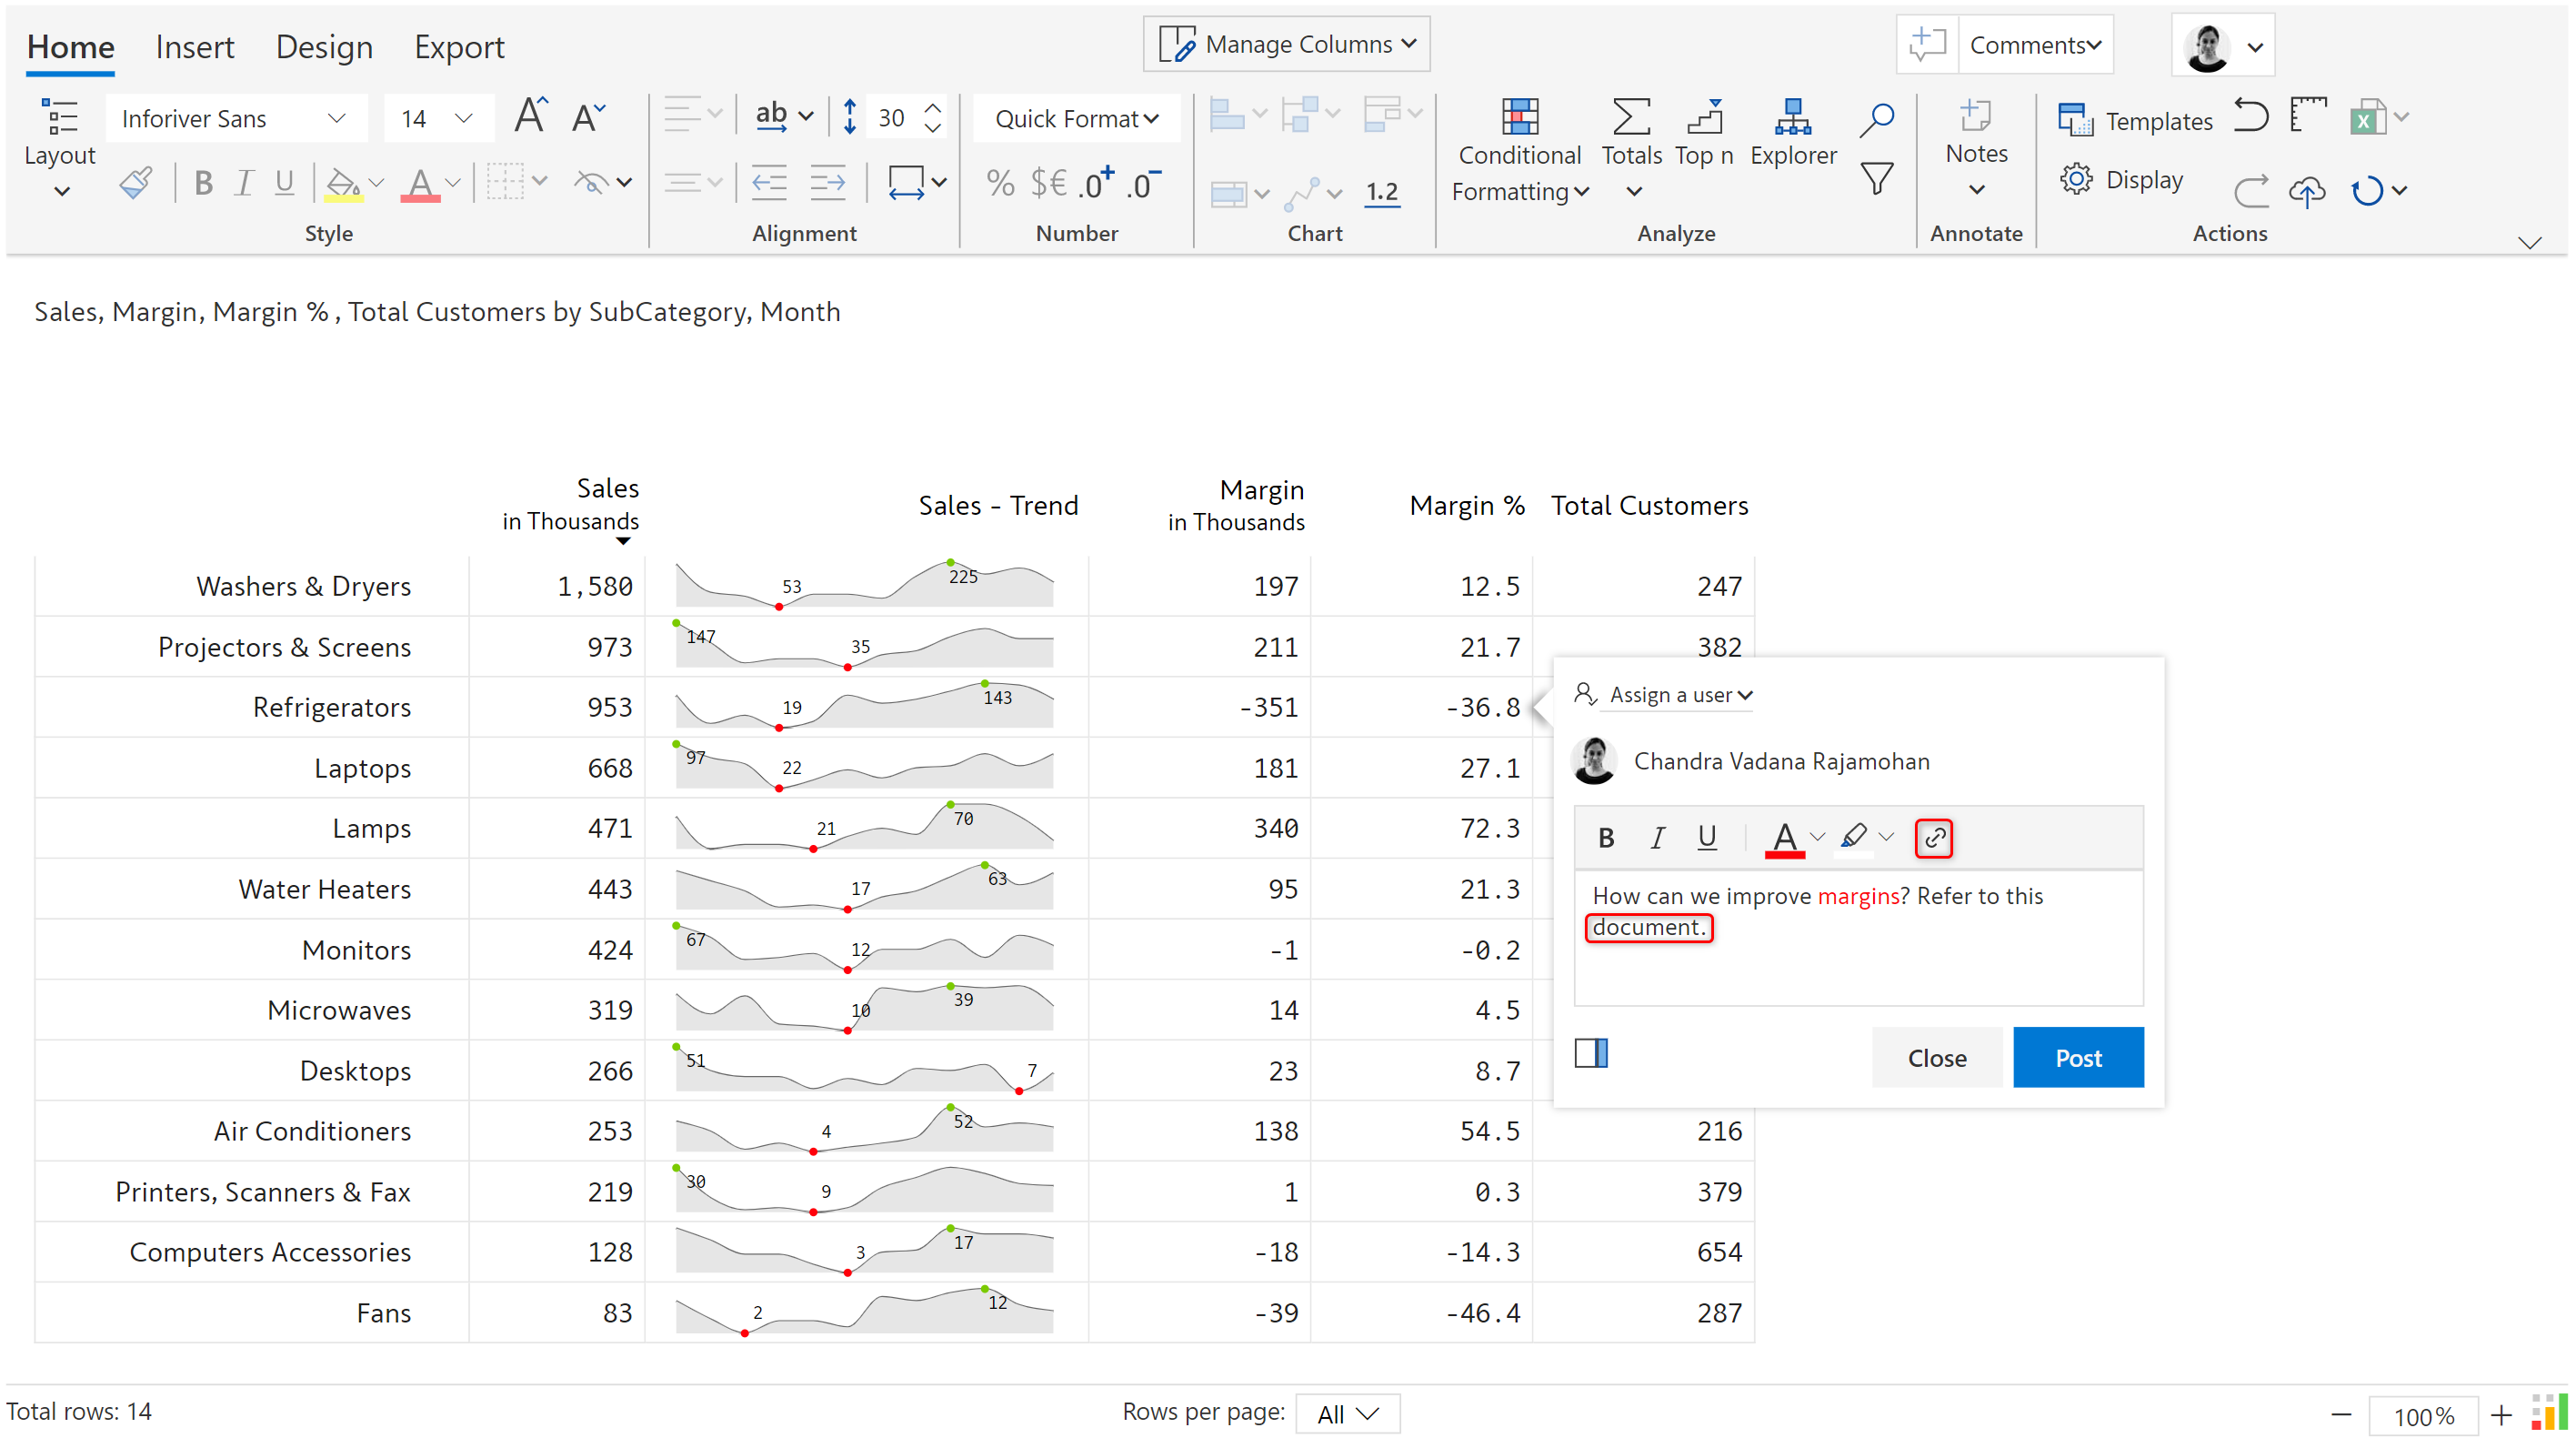 Home Insert Design Export Manage Columns Comments
Inforiver Sans 14 A A ab 30 Quick Format Templates
Layout Conditional Formatting Totals Top n Explorer Notes
B I U A % $€ .0+ .0- 1.2 Display
Style Alignment Number Chart Analyze Annotate Actions
Sales, Margin, Margin % , Total Customers by SubCategory, Month
Sales in Thousands Sales - Trend Margin in Thousands Margin % Total Customers
Washers & Dryers 1,580 53 225 197 12.5 247
Projectors & Screens 973 147 35 211 21.7 382
Refrigerators 953 19 143 -351 -36.8
Laptops 668 97 22 181 27.1
Lamps 471 21 70 340 72.3
Water Heaters 443 17 63 95 21.3
Monitors 424 67 12 -1 -0.2
Microwaves 319 10 39 14 4.5
Desktops 266 51 7 23 8.7
Air Conditioners 253 4 52 138 54.5 216
Printers, Scanners & Fax 219 30 9 1 0.3 379
Computers Accessories 128 3 17 -18 -14.3 654
Fans 83 2 12 -39 -46.4 287
Assign a user
Chandra Vadana Rajamohan
B I U A
How can we improve margins? Refer to this
document.
Close Post
Total rows: 14 Rows per page: All 100%